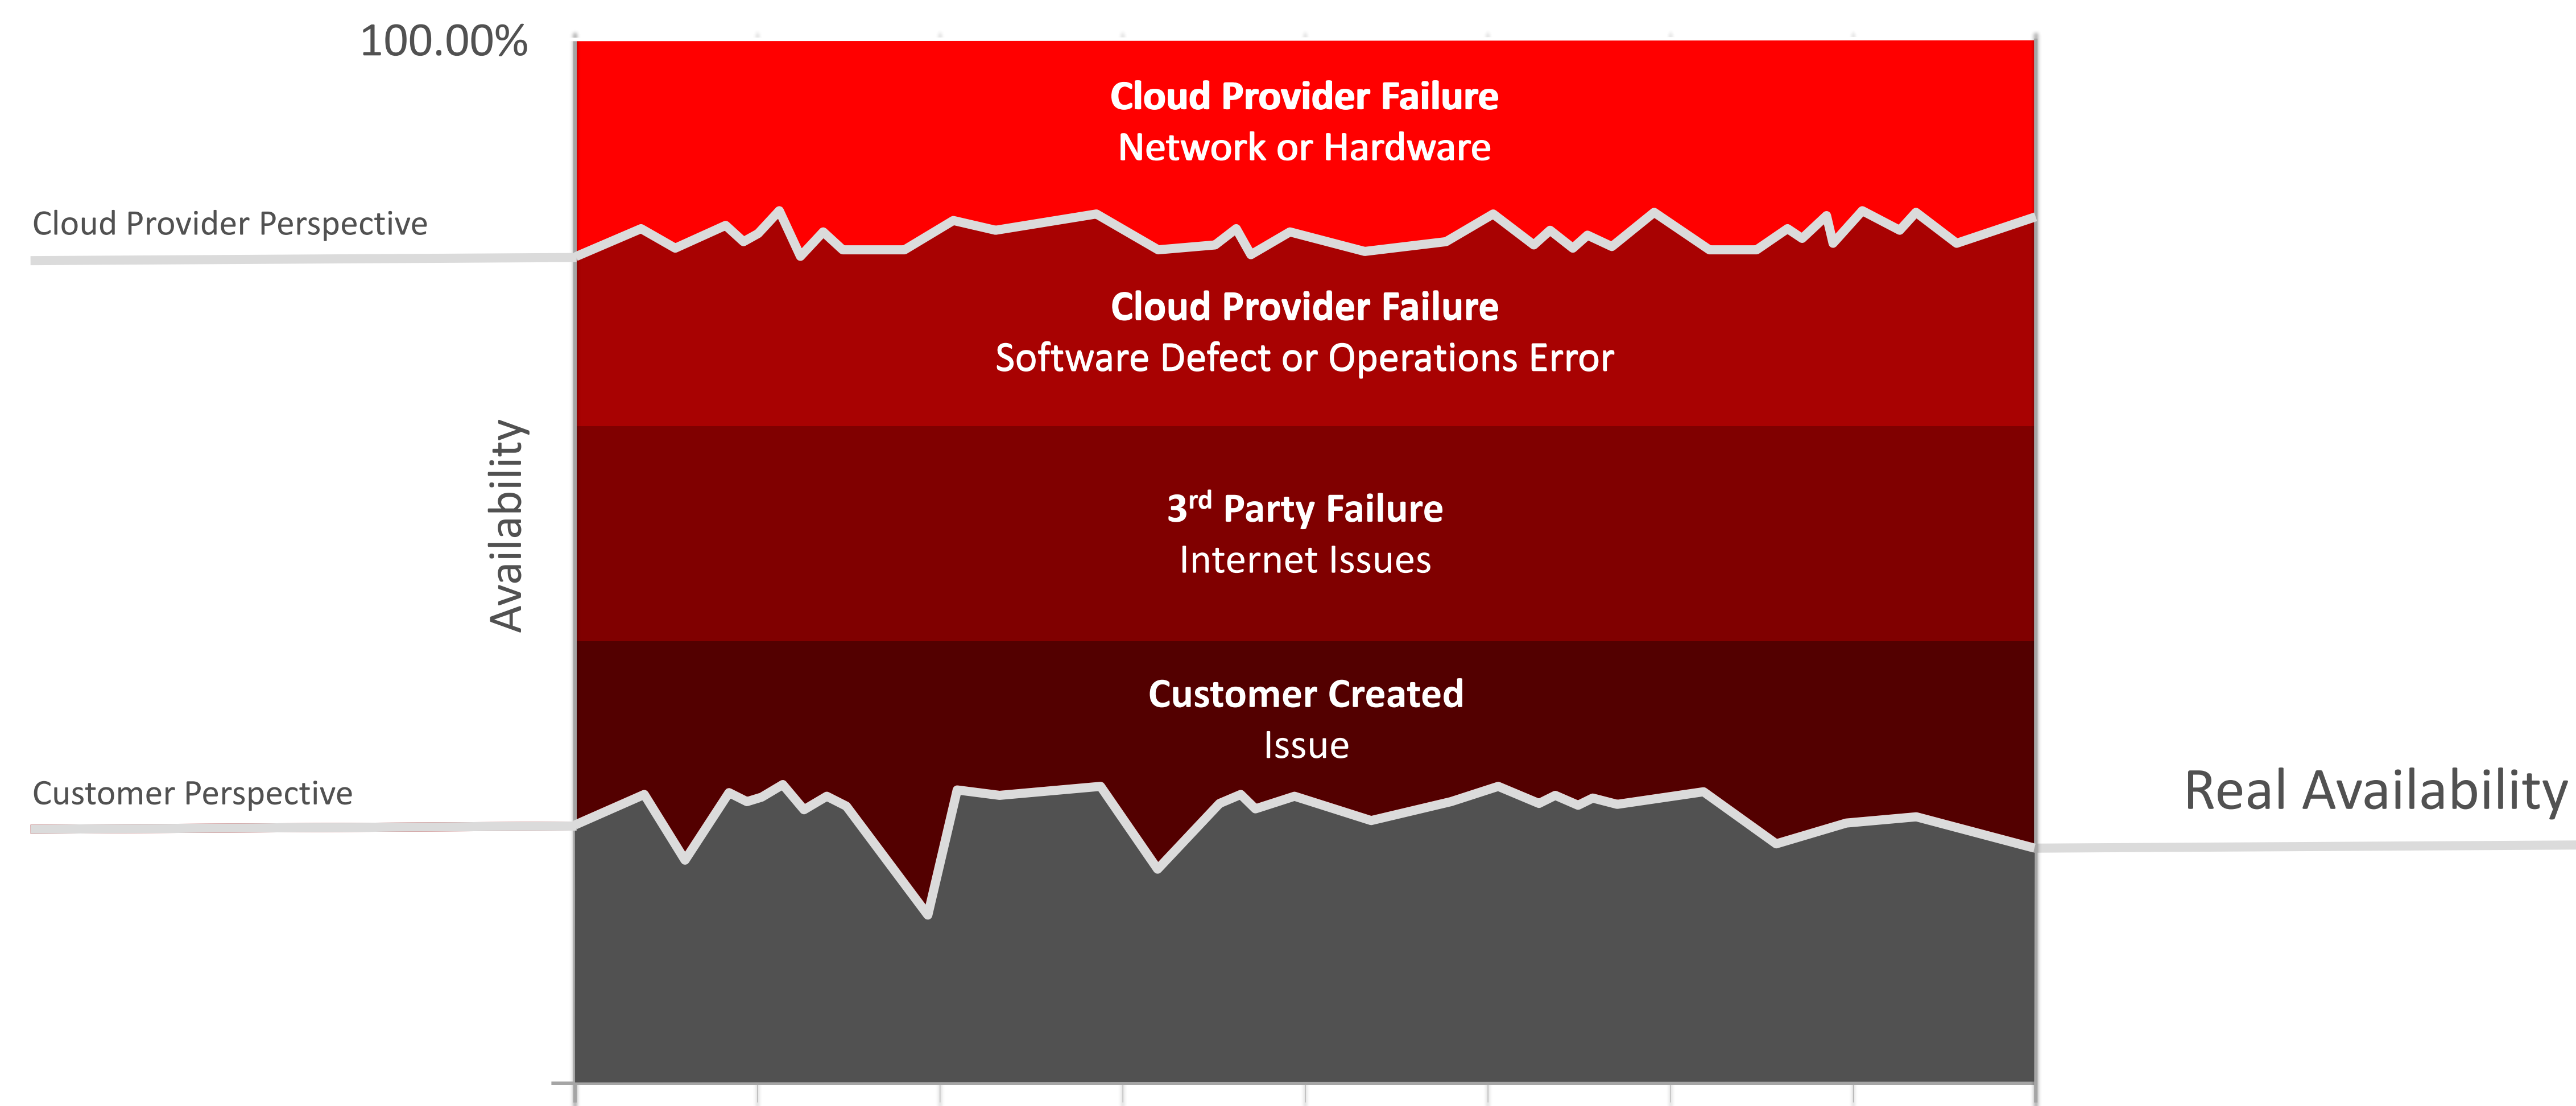 100.00%
Cloud Provider Failure
Network or Hardware
Cloud Provider Perspective
Cloud Provider Failure
Software Defect or Operations Error
Availability
3rd Party Failure
Internet Issues
Customer Created
Issue
Customer Perspective
Real Availability